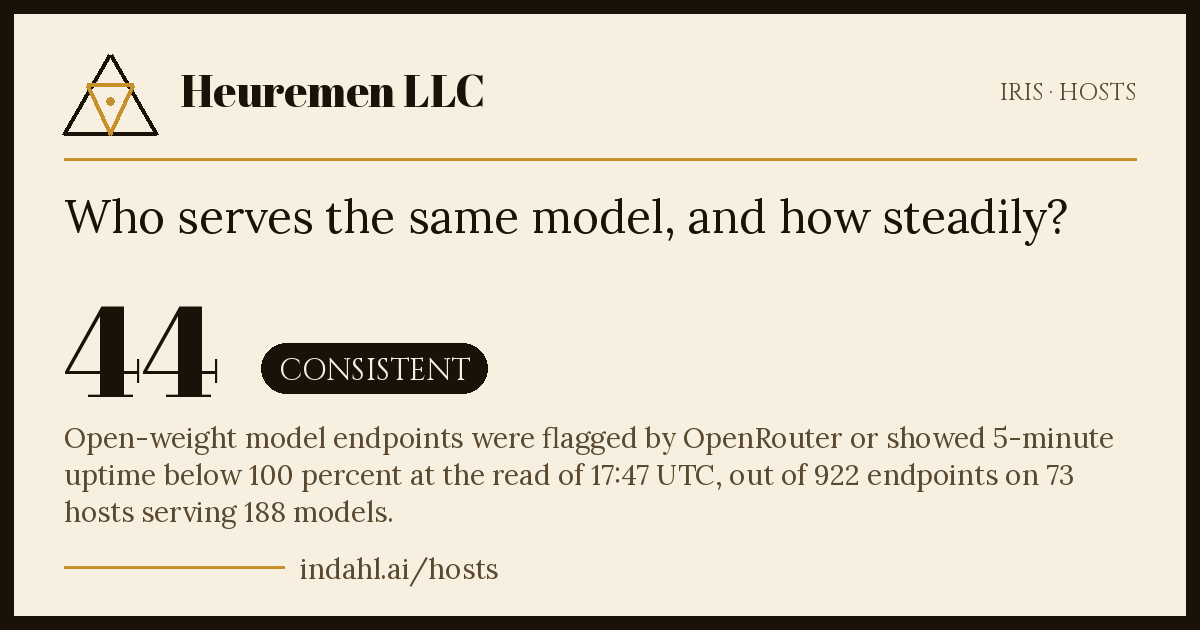 Heuremen LLC
IRIS · HOSTS
Who serves the same model, and how steadily?
44
CONSISTENT
Open-weight model endpoints were flagged by OpenRouter or showed 5-minute
uptime below 100 percent at the read of 17:47 UTC, out of 922 endpoints on 73
hosts serving 188 models.
indahl.ai/hosts